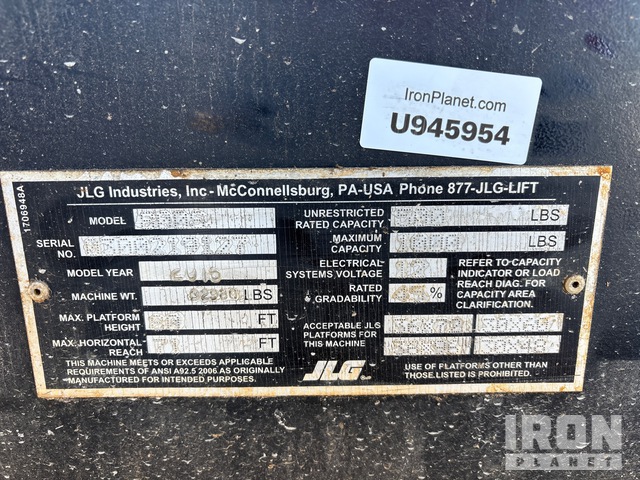 IronPlanet.com
U945954
1706948A
JLG Industries, Inc - McConnellsburg, PA-USA Phone 877-JLG-LIFT
MODEL
SERIAL
NO.
MODEL YEAR 2016
MACHINE WT. LBS
MAX. PLATFORM
HEIGHT FT
MAX. HORIZONTAL
REACH FT
THIS MACHINE MEETS OR EXCEEDS APPLICABLE
REQUIREMENTS OF ANSI A92.5 2006 AS ORIGINALLY
MANUFACTURED FOR INTENDED PURPOSES.
UNRESTRICTED
RATED CAPACITY LBS
MAXIMUM
CAPACITY LBS
ELECTRICAL
SYSTEMS VOLTAGE 12
RATED
GRADABILITY 45 %
REFER TO CAPACITY
INDICATOR OR LOAD
REACH DIAG. FOR
CAPACITY AREA
CLARIFICATION.
ACCEPTABLE JLG
PLATFORMS FOR
THIS MACHINE
JLG
USE OF PLATFORMS OTHER THAN
THOSE LISTED IS PROHIBITED.
IRON
PLANET